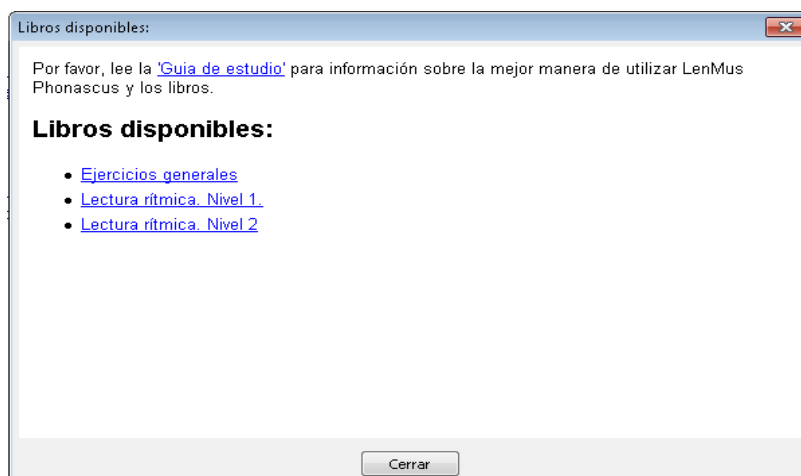 Libros disponibles:
Por favor, lee la 'Guia de estudio' para información sobre la mejor manera de utilizar LenMus
Phonascus y los libros.
Libros disponibles:
Ejercicios generales
Lectura rítmica. Nivel 1.
Lectura rítmica. Nivel 2
Cerrar